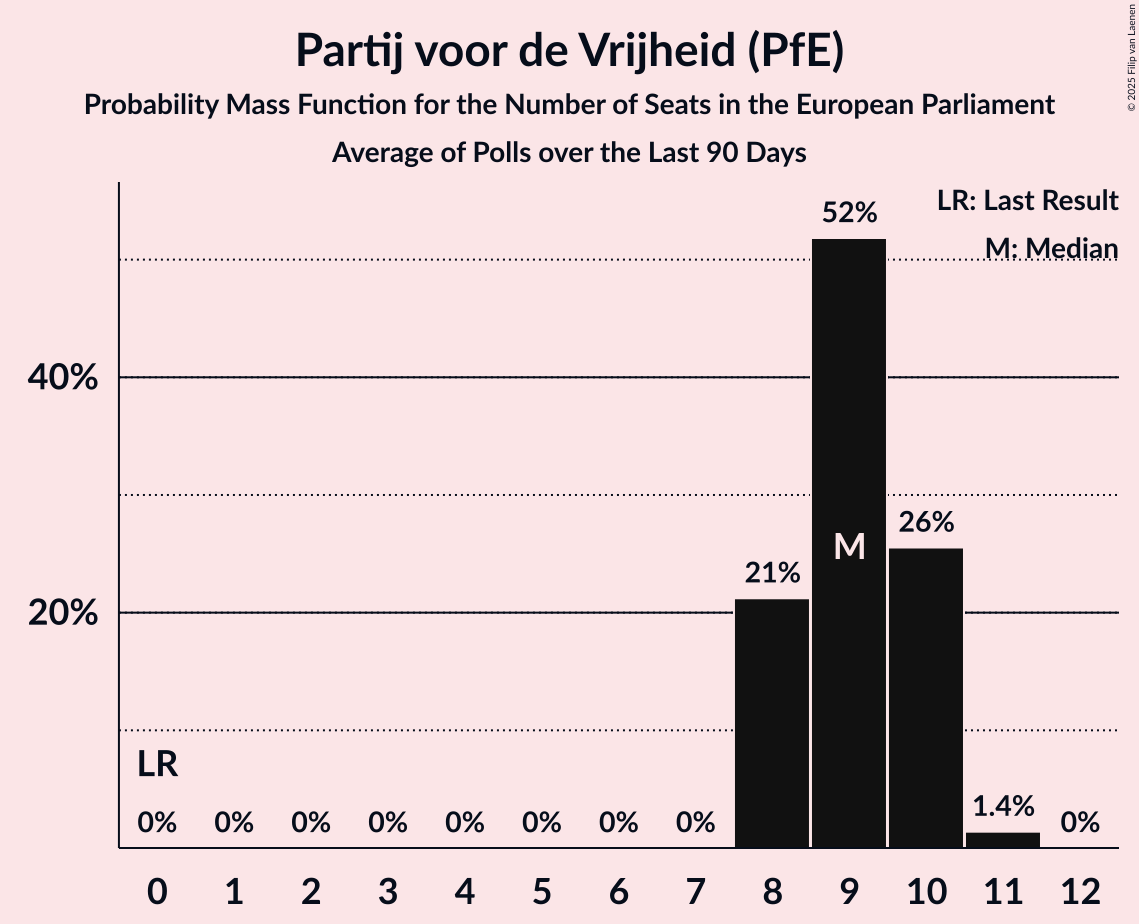 Partij voor de Vrijheid (PfE)
Probability Mass Function for the Number of Seats in the European Parliament
Average of Polls over the Last 90 Days
© 2025 Filip van Laenen
LR: Last Result
M: Median
52%
40%
26%
M
21%
20%
LR
1.4%
0% 0% 0% 0% 0% 0% 0% 0% 0%
0 1 2 3 4 5 6 7 8 9 10 11 12